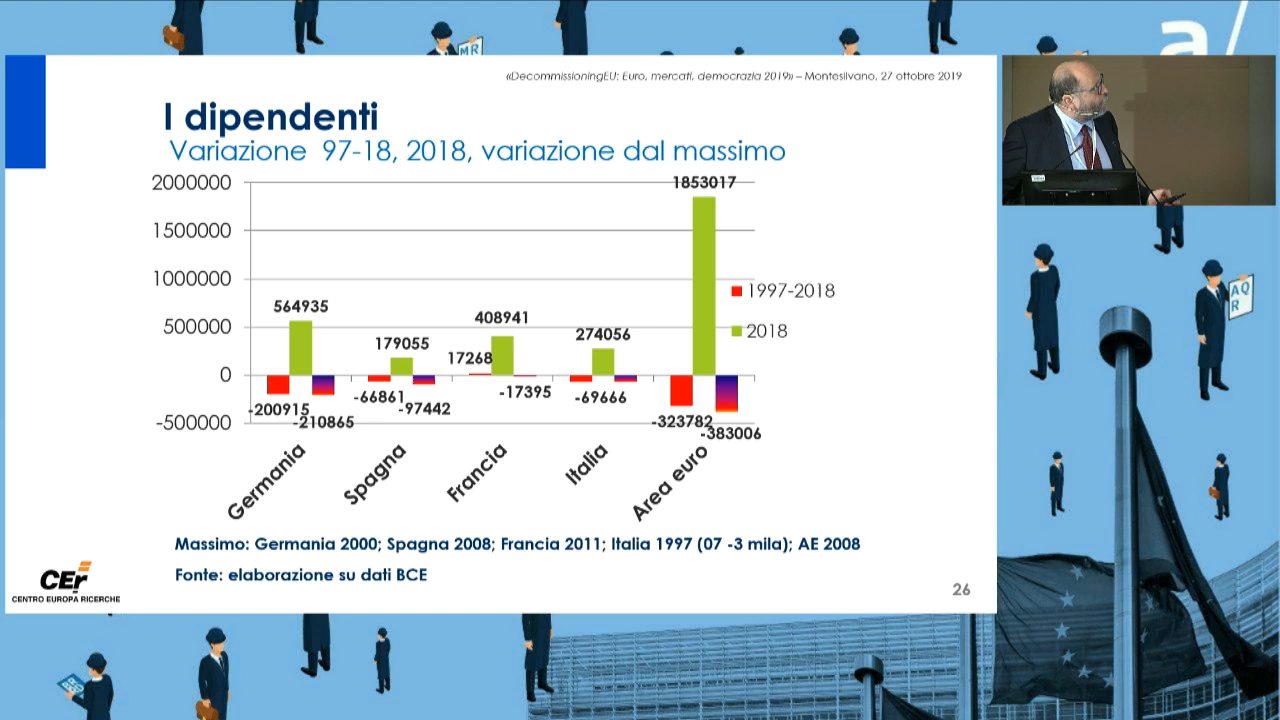 a/
MR
«DecommissioningEU: Euro, mercati, democrazia 2019» – Montesilvano, 27 ottobre 2019
I dipendenti
Variazione 97-18, 2018, variazione dal massimo
2000000
1500000
1000000
500000
0
-500000
564935
179055
408941
274056
1853017
17268
-200915
-210865
-66861
-97442
-17395
-69666
-323782
-383006
1997-2018
2018
Germania
Spagna
Francia
Italia
Area euro
Massimo: Germania 2000; Spagna 2008; Francia 2011; Italia 1997 (07 -3 mila); AE 2008
Fonte: elaborazione su dati BCE
CEr
CENTRO EUROPA RICERCHE
26
AQ
R